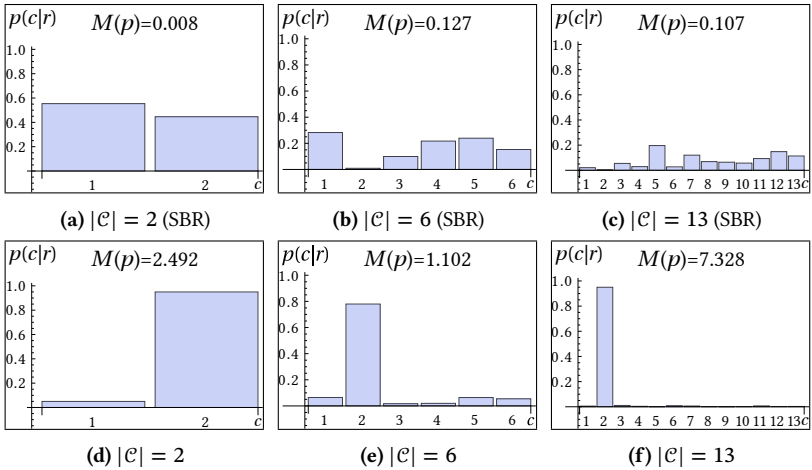 p(c|r) M(p)=0.008
1.0
0.8
0.6
0.4
0.2
1 2 c
(a) |C| = 2 (SBR)
p(c|r) M(p)=0.127
1.0
0.8
0.6
0.4
0.2
1 2 3 4 5 6 c
(b) |C| = 6 (SBR)
p(c|r) M(p)=0.107
1.0
0.8
0.6
0.4
0.2
1 2 3 4 5 6 7 8 9 10 11 12 13 c
(c) |C| = 13 (SBR)
p(c|r) M(p)=2.492
1.0
0.8
0.6
0.4
0.2
1 2 c
(d) |C| = 2
p(c|r) M(p)=1.102
1.0
0.8
0.6
0.4
0.2
1 2 3 4 5 6 c
(e) |C| = 6
p(c|r) M(p)=7.328
1.0
0.8
0.6
0.4
0.2
1 2 3 4 5 6 7 8 9 10 11 12 13 c
(f) |C| = 13